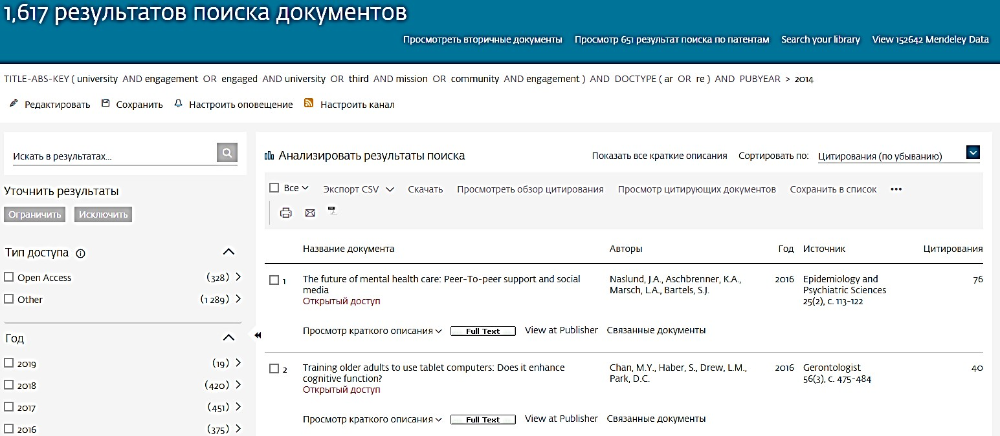 1,617 результатов поиска документов
Просмотреть вторичные документы Просмотр 651 результат поиска по патентам Search your library View 152642 Mendeley Data
TITLE-ABS-KEY ( university AND engagement OR engaged AND university OR third AND mission OR community AND engagement ) AND DOCTYPE ( ar OR re ) AND PUBYEAR > 2014
Редактировать Сохранить Настроить оповещение Настроить канал
Искать в результатах...
Уточнить результаты
Ограничить Исключить
Тип доступа
Open Access (328)
Other (1 289)
Год
2019 (19)
2018 (420)
2017 (451)
2016 (375)
Анализировать результаты поиска Показать все краткие описания Сортировать по: Цитирования (по убыванию)
Все Экспорт CSV Скачать Просмотреть обзор цитирования Просмотр цитирующих документов Сохранить в список •••
Название документа Авторы Год Источник Цитирования
1 The future of mental health care: Peer-To-peer support and social Naslund, J.A., Aschbrenner, K.A., 2016 Epidemiology and 76
media Marsch, L.A., Bartels, S.J. Psychiatric Sciences
Открытый доступ 25(2), с. 113-122
Просмотр краткого описания Full Text View at Publisher Связанные документы
2 Training older adults to use tablet computers: Does it enhance Chan, M.Y., Haber, S., Drew, L.M., 2016 Gerontologist 40
cognitive function? Park, D.C. 56(3), с. 475-484
Открытый доступ
Просмотр краткого описания Full Text View at Publisher Связанные документы